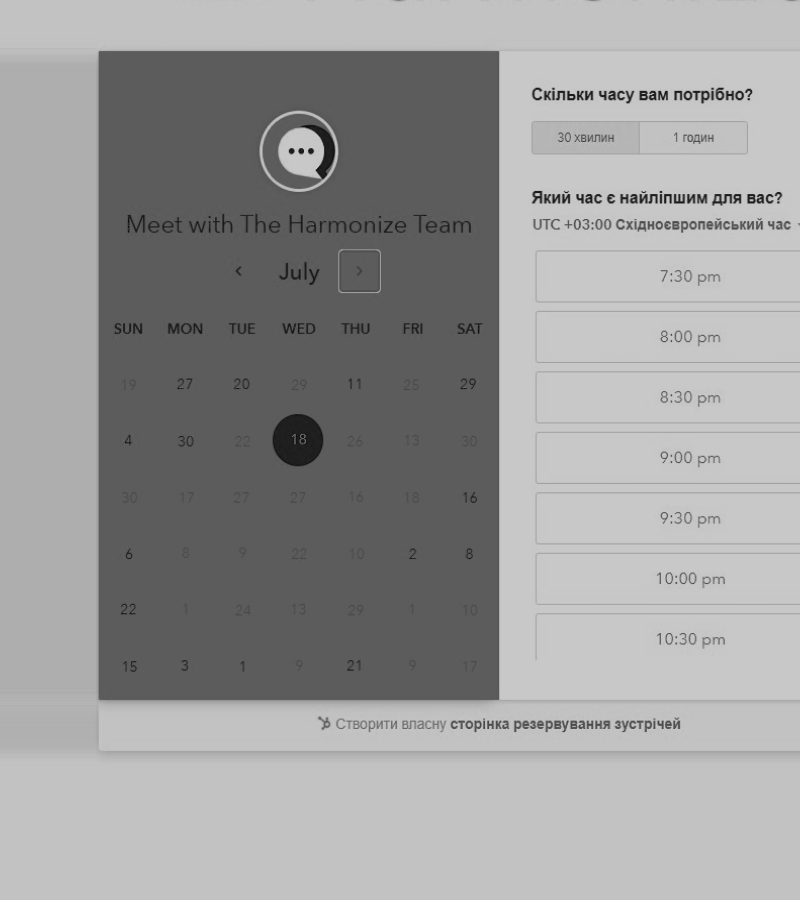 Meet with The Harmonize Team
July
SUN MON TUE WED THU FRI SAT
19 27 20 29 11 25 29
4 30 22 18 26 13 30
30 17 27 27 16 18 16
6 8 9 22 10 2 8
22 1 24 13 29 1 10
15 3 1 9 21 9 17
Скільки часу вам потрібно?
30 хвилин 1 годин
Який час є найліпшим для вас?
UTC +03:00 Східноєвропейський час
7:30 pm
8:00 pm
8:30 pm
9:00 pm
9:30 pm
10:00 pm
10:30 pm
Створити власну сторінка резервування зустрічей